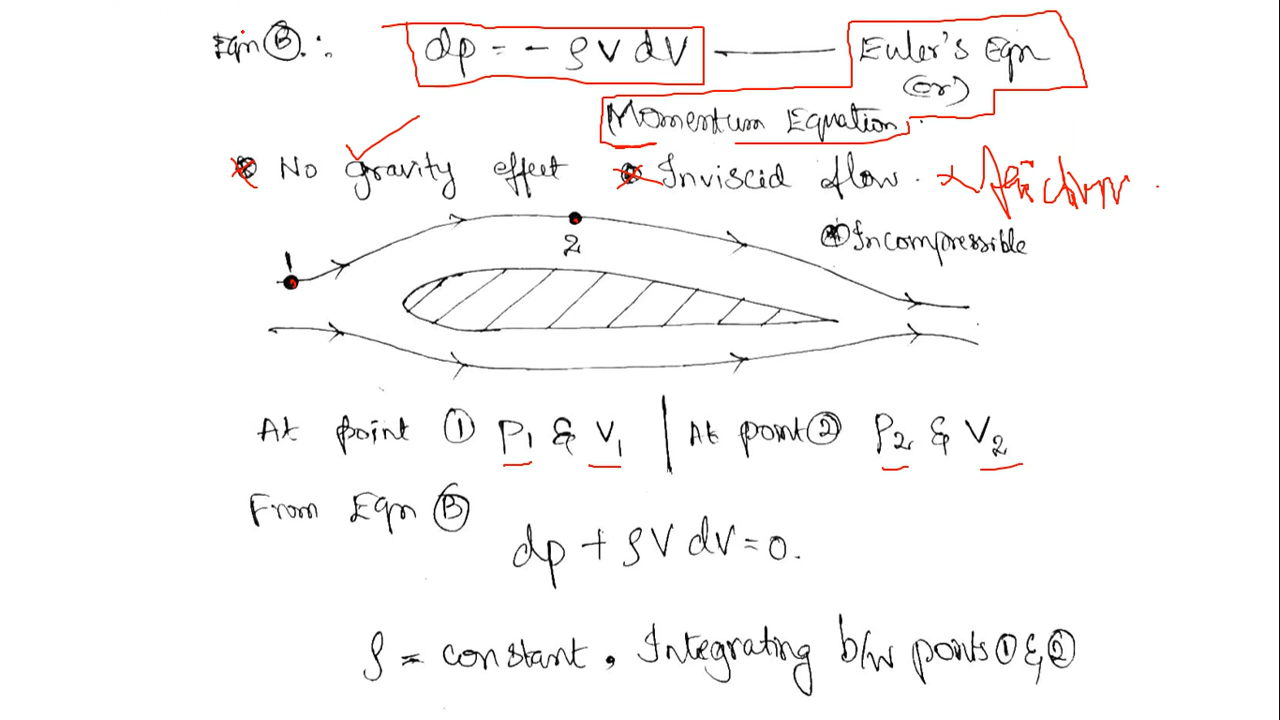 Eqn Ⓑ ∴ dp = - ρ V dV — Euler's Eqn
(or)
Momentum Equation.
No gravity effect Inviscid flow. friction.
Incompressible
1
2
At point ① P₁ & V₁ | At point ② P₂ & V₂
From Eqn Ⓑ
dp + ρ V dV = 0.
ρ = constant, Integrating b/w points ① & ②